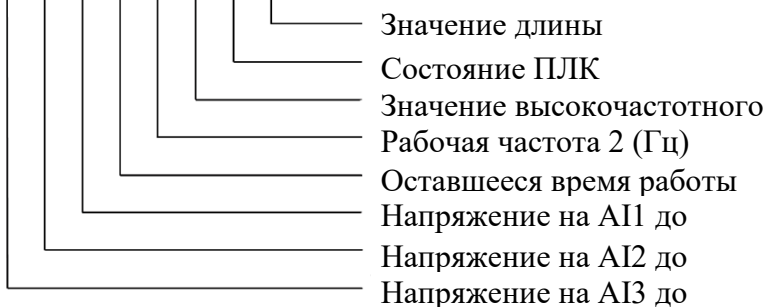 Значение длины
Состояние ПЛК
Значение высокочастотного
Рабочая частота 2 (Гц)
Оставшееся время работы
Напряжение на AI1 до
Напряжение на AI2 до
Напряжение на AI3 до